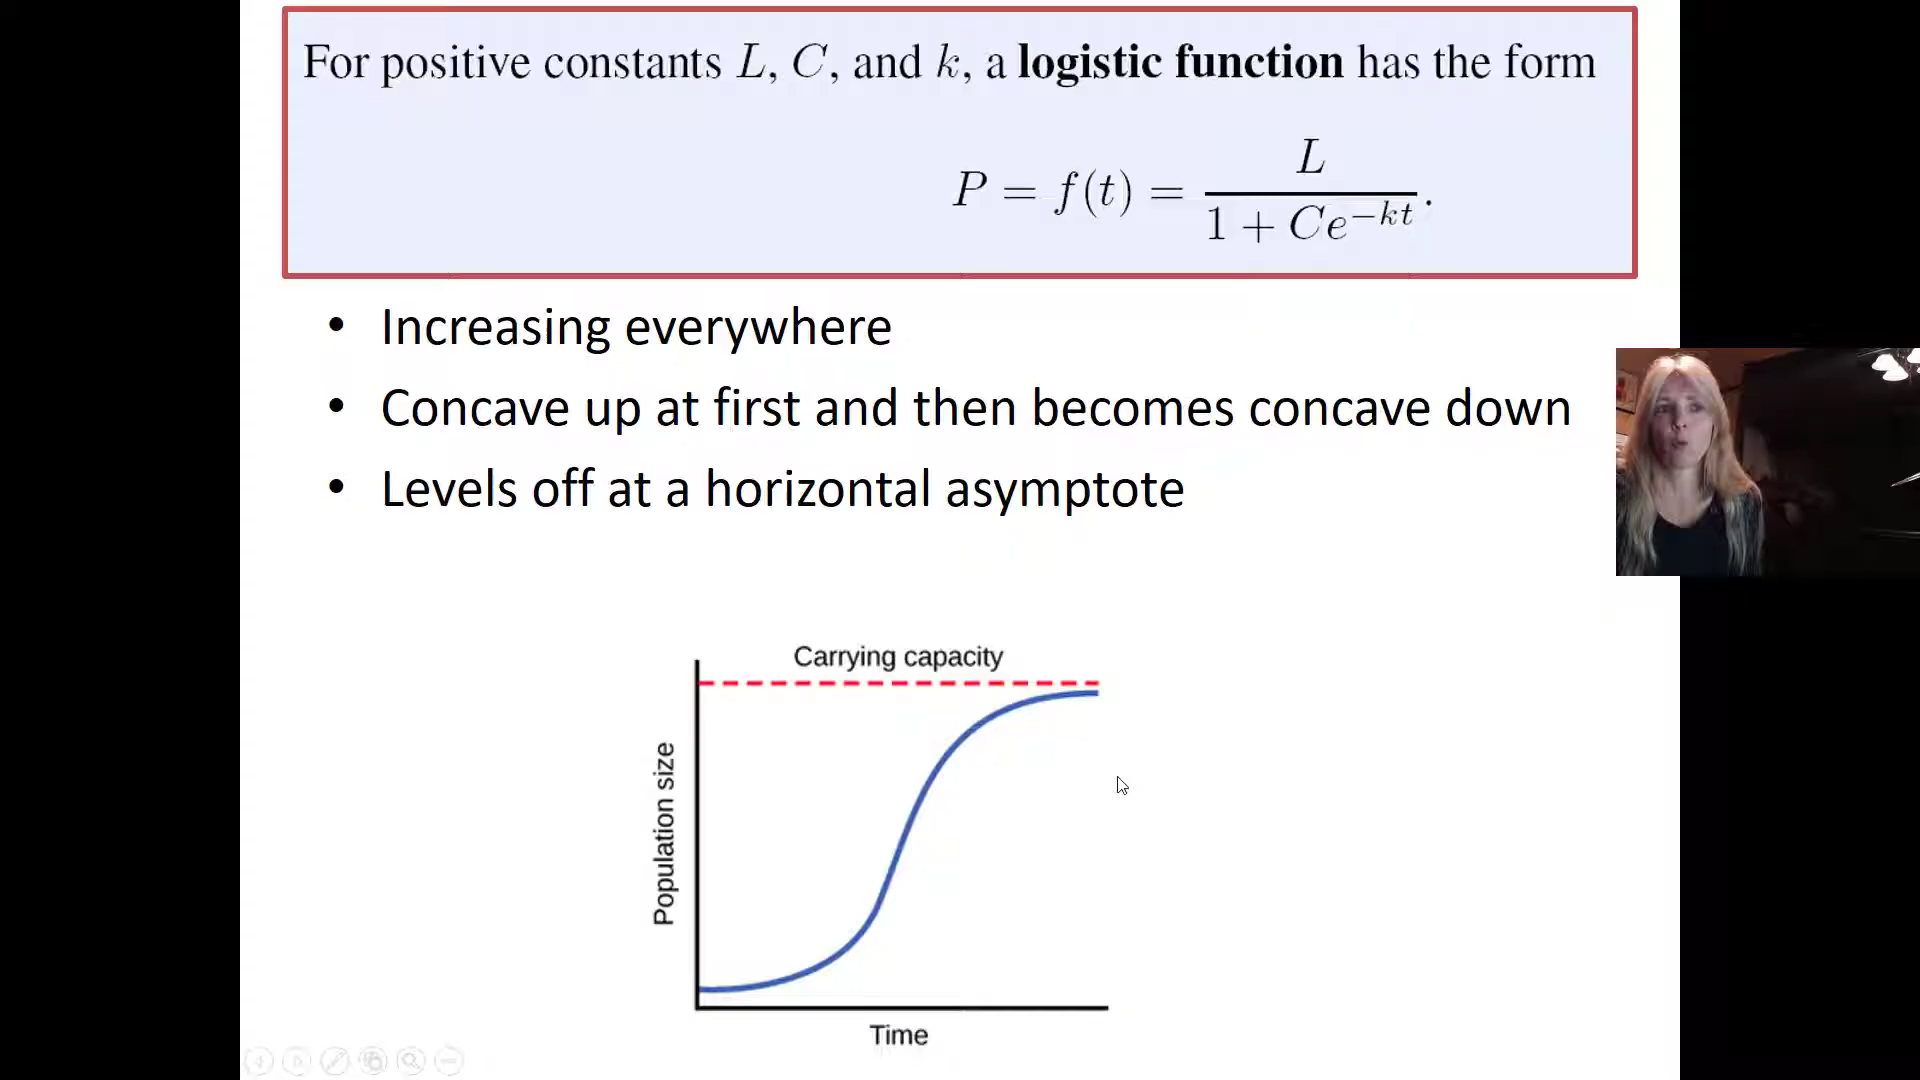 For positive constants L, C, and k, a logistic function has the form
P = f(t) = L / (1 + Ce^{-kt}).
• Increasing everywhere
• Concave up at first and then becomes concave down
• Levels off at a horizontal asymptote
Carrying capacity
Population size
Time